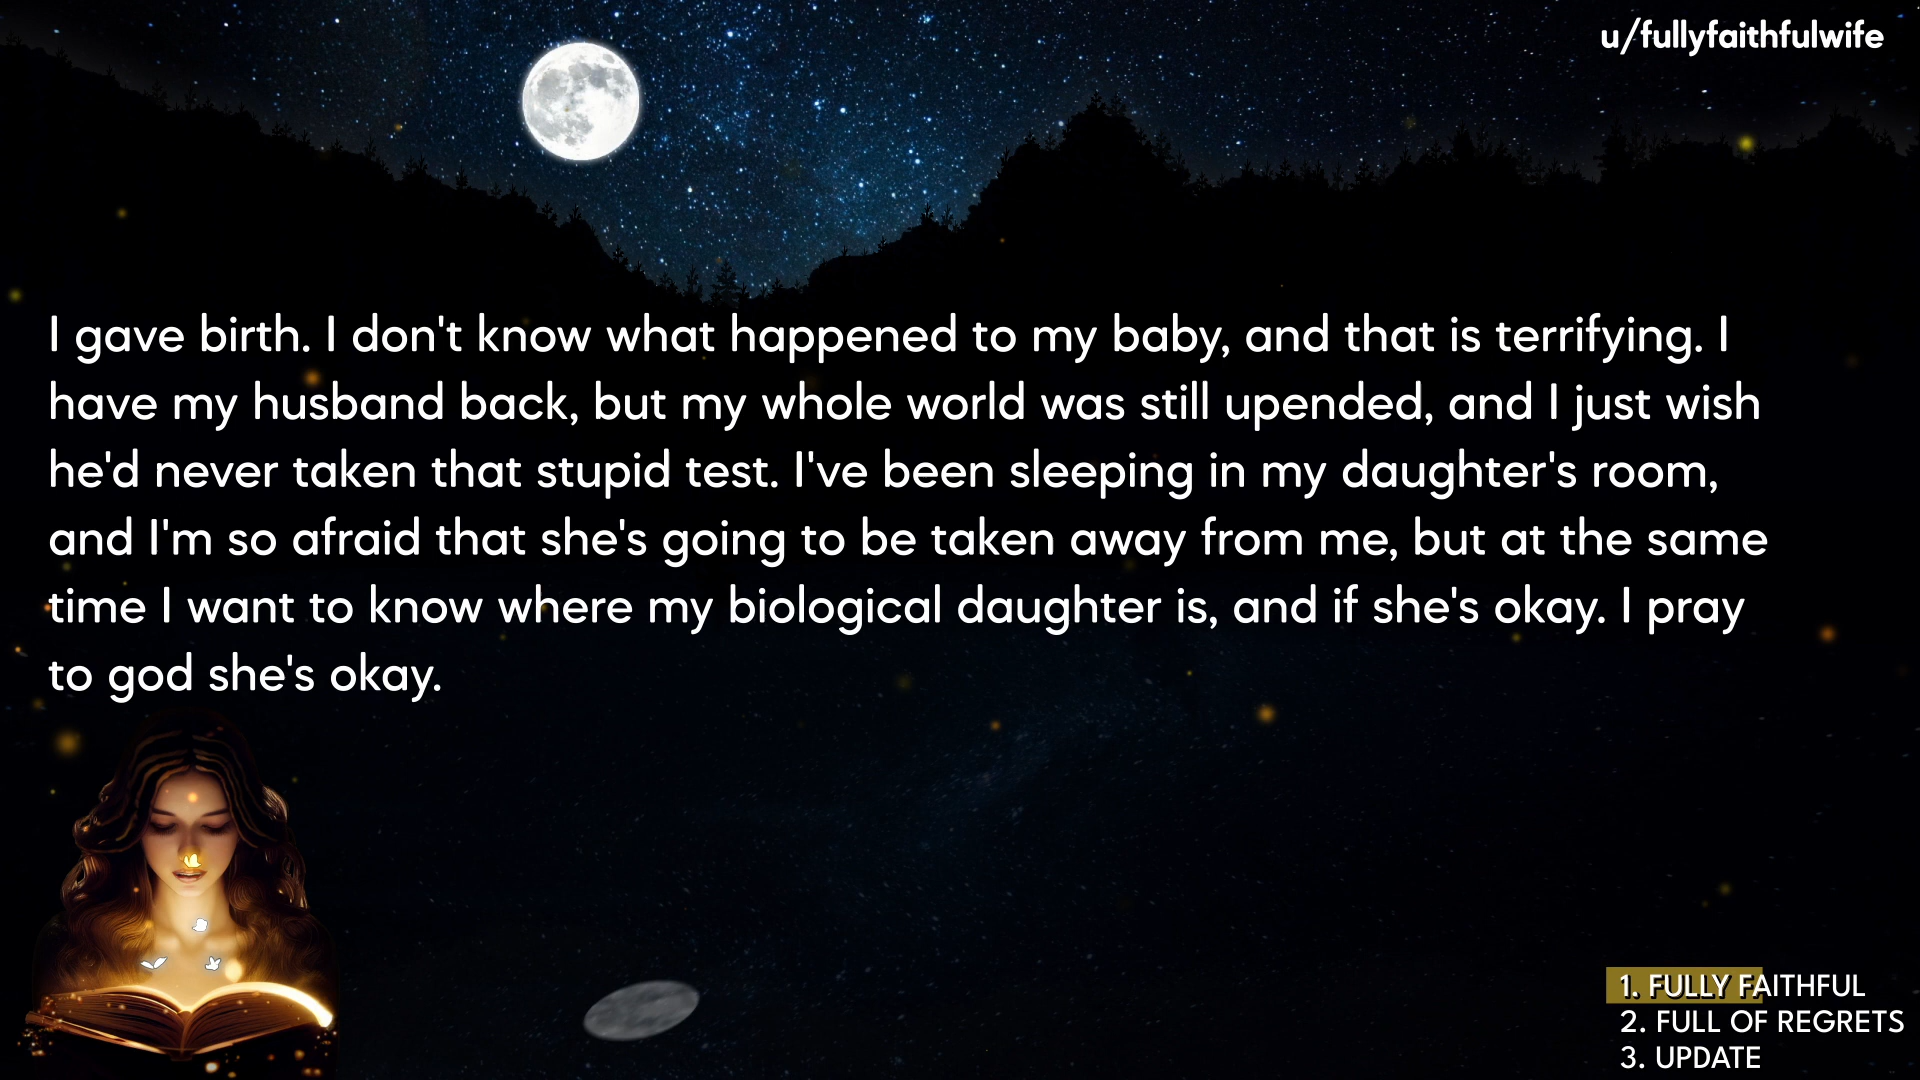 u/fullyfaithfulwife
I gave birth. I don't know what happened to my baby, and that is terrifying. I
have my husband back, but my whole world was still upended, and I just wish
he'd never taken that stupid test. I've been sleeping in my daughter's room,
and I'm so afraid that she's going to be taken away from me, but at the same
time I want to know where my biological daughter is, and if she's okay. I pray
to god she's okay.
1. FULLY FAITHFUL
2. FULL OF REGRETS
3. UPDATE